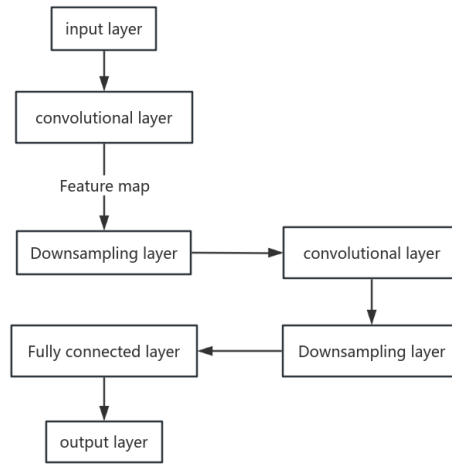 input layer
convolutional layer
Feature map
Downsampling layer
convolutional layer
Downsampling layer
Fully connected layer
output layer